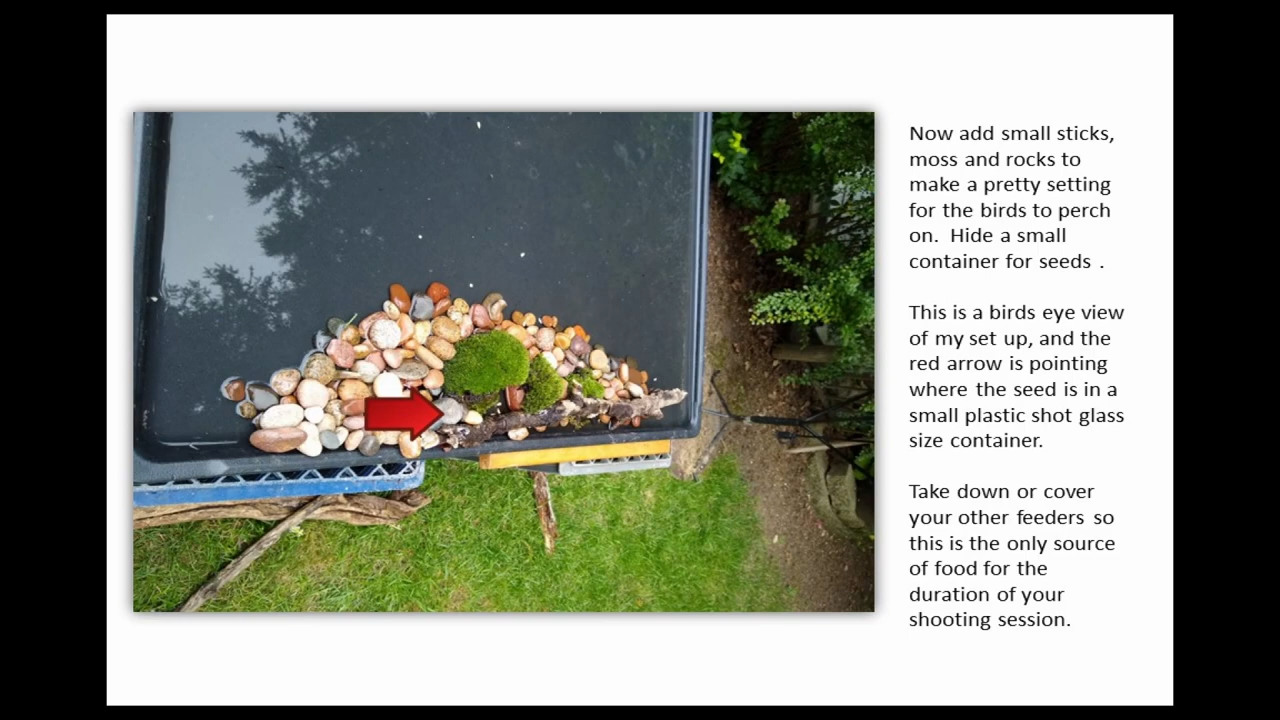 Now add small sticks,
moss and rocks to
make a pretty setting
for the birds to perch
on.  Hide a small
container for seeds .
This is a birds eye view
of my set up, and the
red arrow is pointing
where the seed is in a
small plastic shot glass
size container.
Take down or cover
your other feeders so
this is the only source
of food for the
duration of your
shooting session.